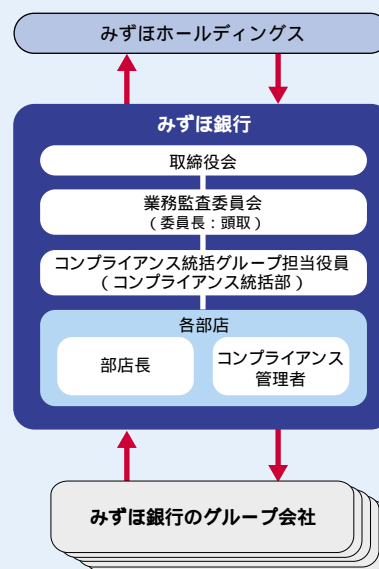 みずほホールディングス
みずほ銀行
取締役会
業務監査委員会
（委員長：頭取）
コンプライアンス統括グループ担当役員
（コンプライアンス統括部）
各部店
部店長
コンプライアンス
管理者
みずほ銀行のグループ会社